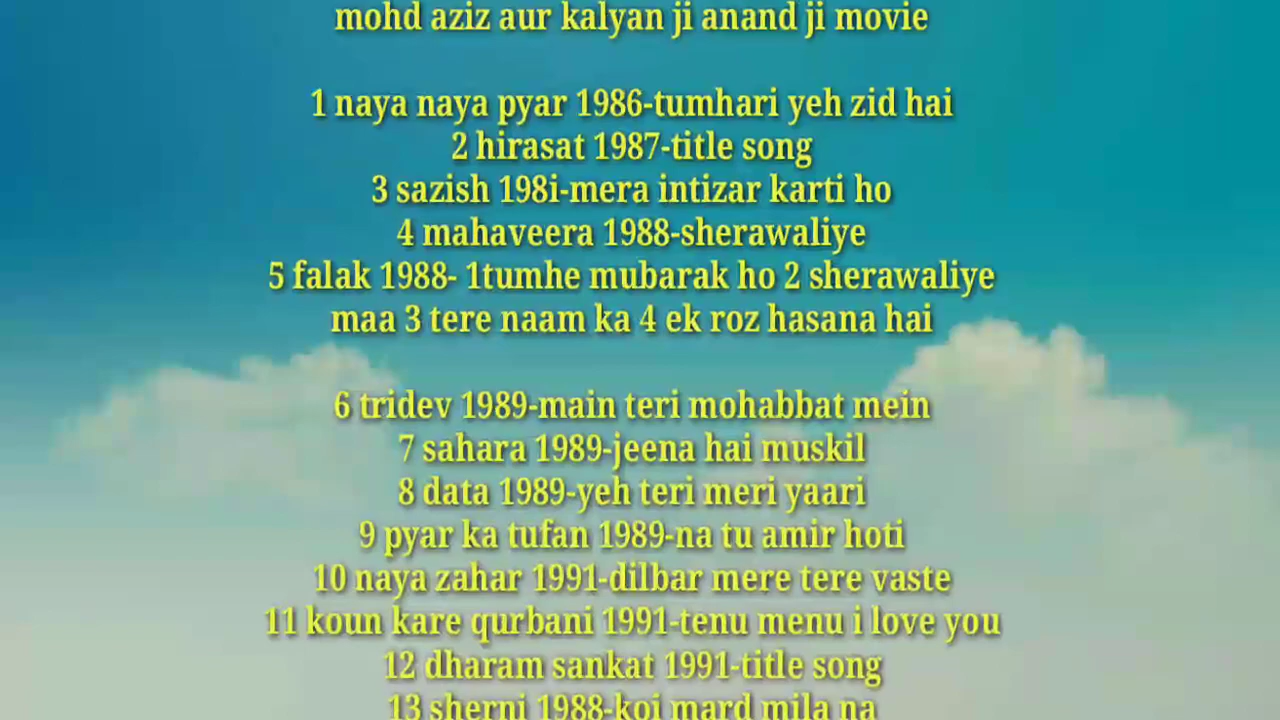 mohd aziz aur kalyan ji anand ji movie
1 naya naya pyar 1986-tumhari yeh zid hai
2 hirasat 1987-title song
3 sazish 198i-mera intizar karti ho
4 mahaveera 1988-sherawaliye
5 falak 1988- 1tumhe mubarak ho 2 sherawaliye
maa 3 tere naam ka 4 ek roz hasana hai
6 tridev 1989-main teri mohabbat mein
7 sahara 1989-jeena hai muskil
8 data 1989-yeh teri meri yaari
9 pyar ka tufan 1989-na tu amir hoti
10 naya zahar 1991-dilbar mere tere vaste
11 koun kare qurbani 1991-tenu menu i love you
12 dharam sankat 1991-title song
13 sherni 1988-koi mard mila na